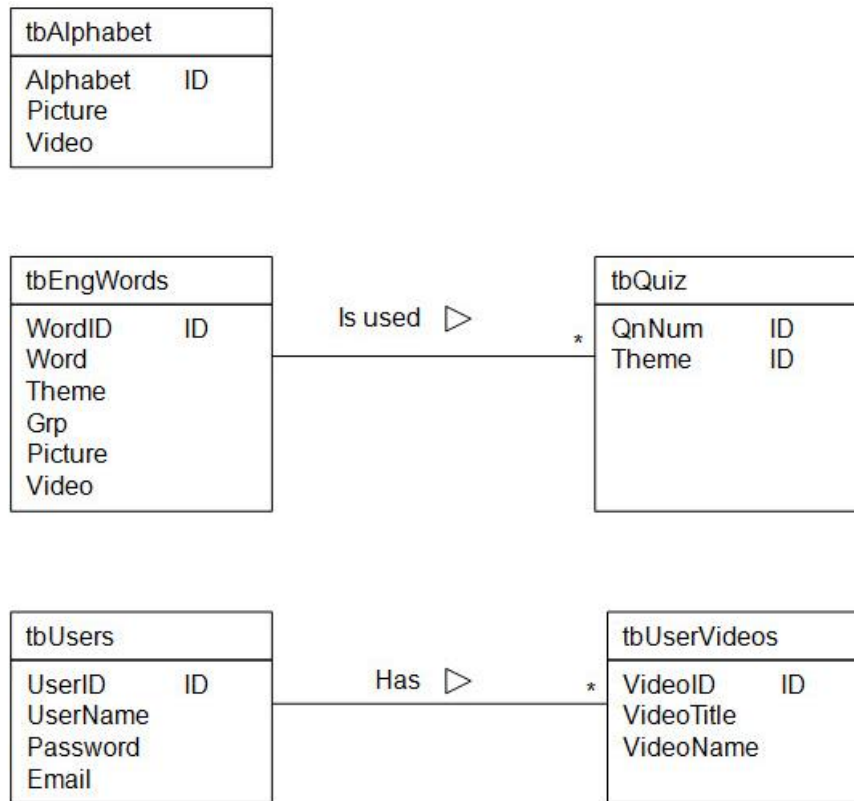 tbAlphabet
Alphabet ID
Picture
Video
tbEngWords
WordID ID
Word
Theme
Grp
Picture
Video
Is used
*
tbQuiz
QnNum ID
Theme ID
tbUsers
UserID ID
UserName
Password
Email
Has
*
tbUserVideos
VideoID ID
VideoTitle
VideoName